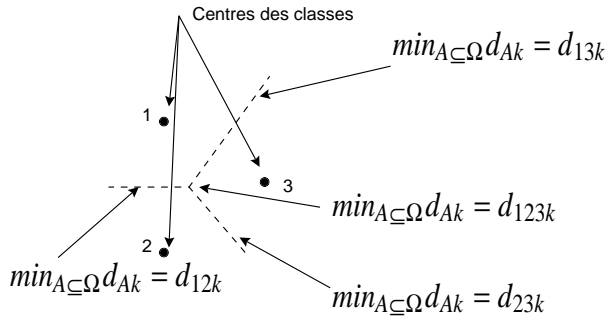 Centres des classes
min_{A⊆Ω}d_{Ak} = d_{13k}
1
3
min_{A⊆Ω}d_{Ak} = d_{123k}
2
min_{A⊆Ω}d_{Ak} = d_{12k}
min_{A⊆Ω}d_{Ak} = d_{23k}